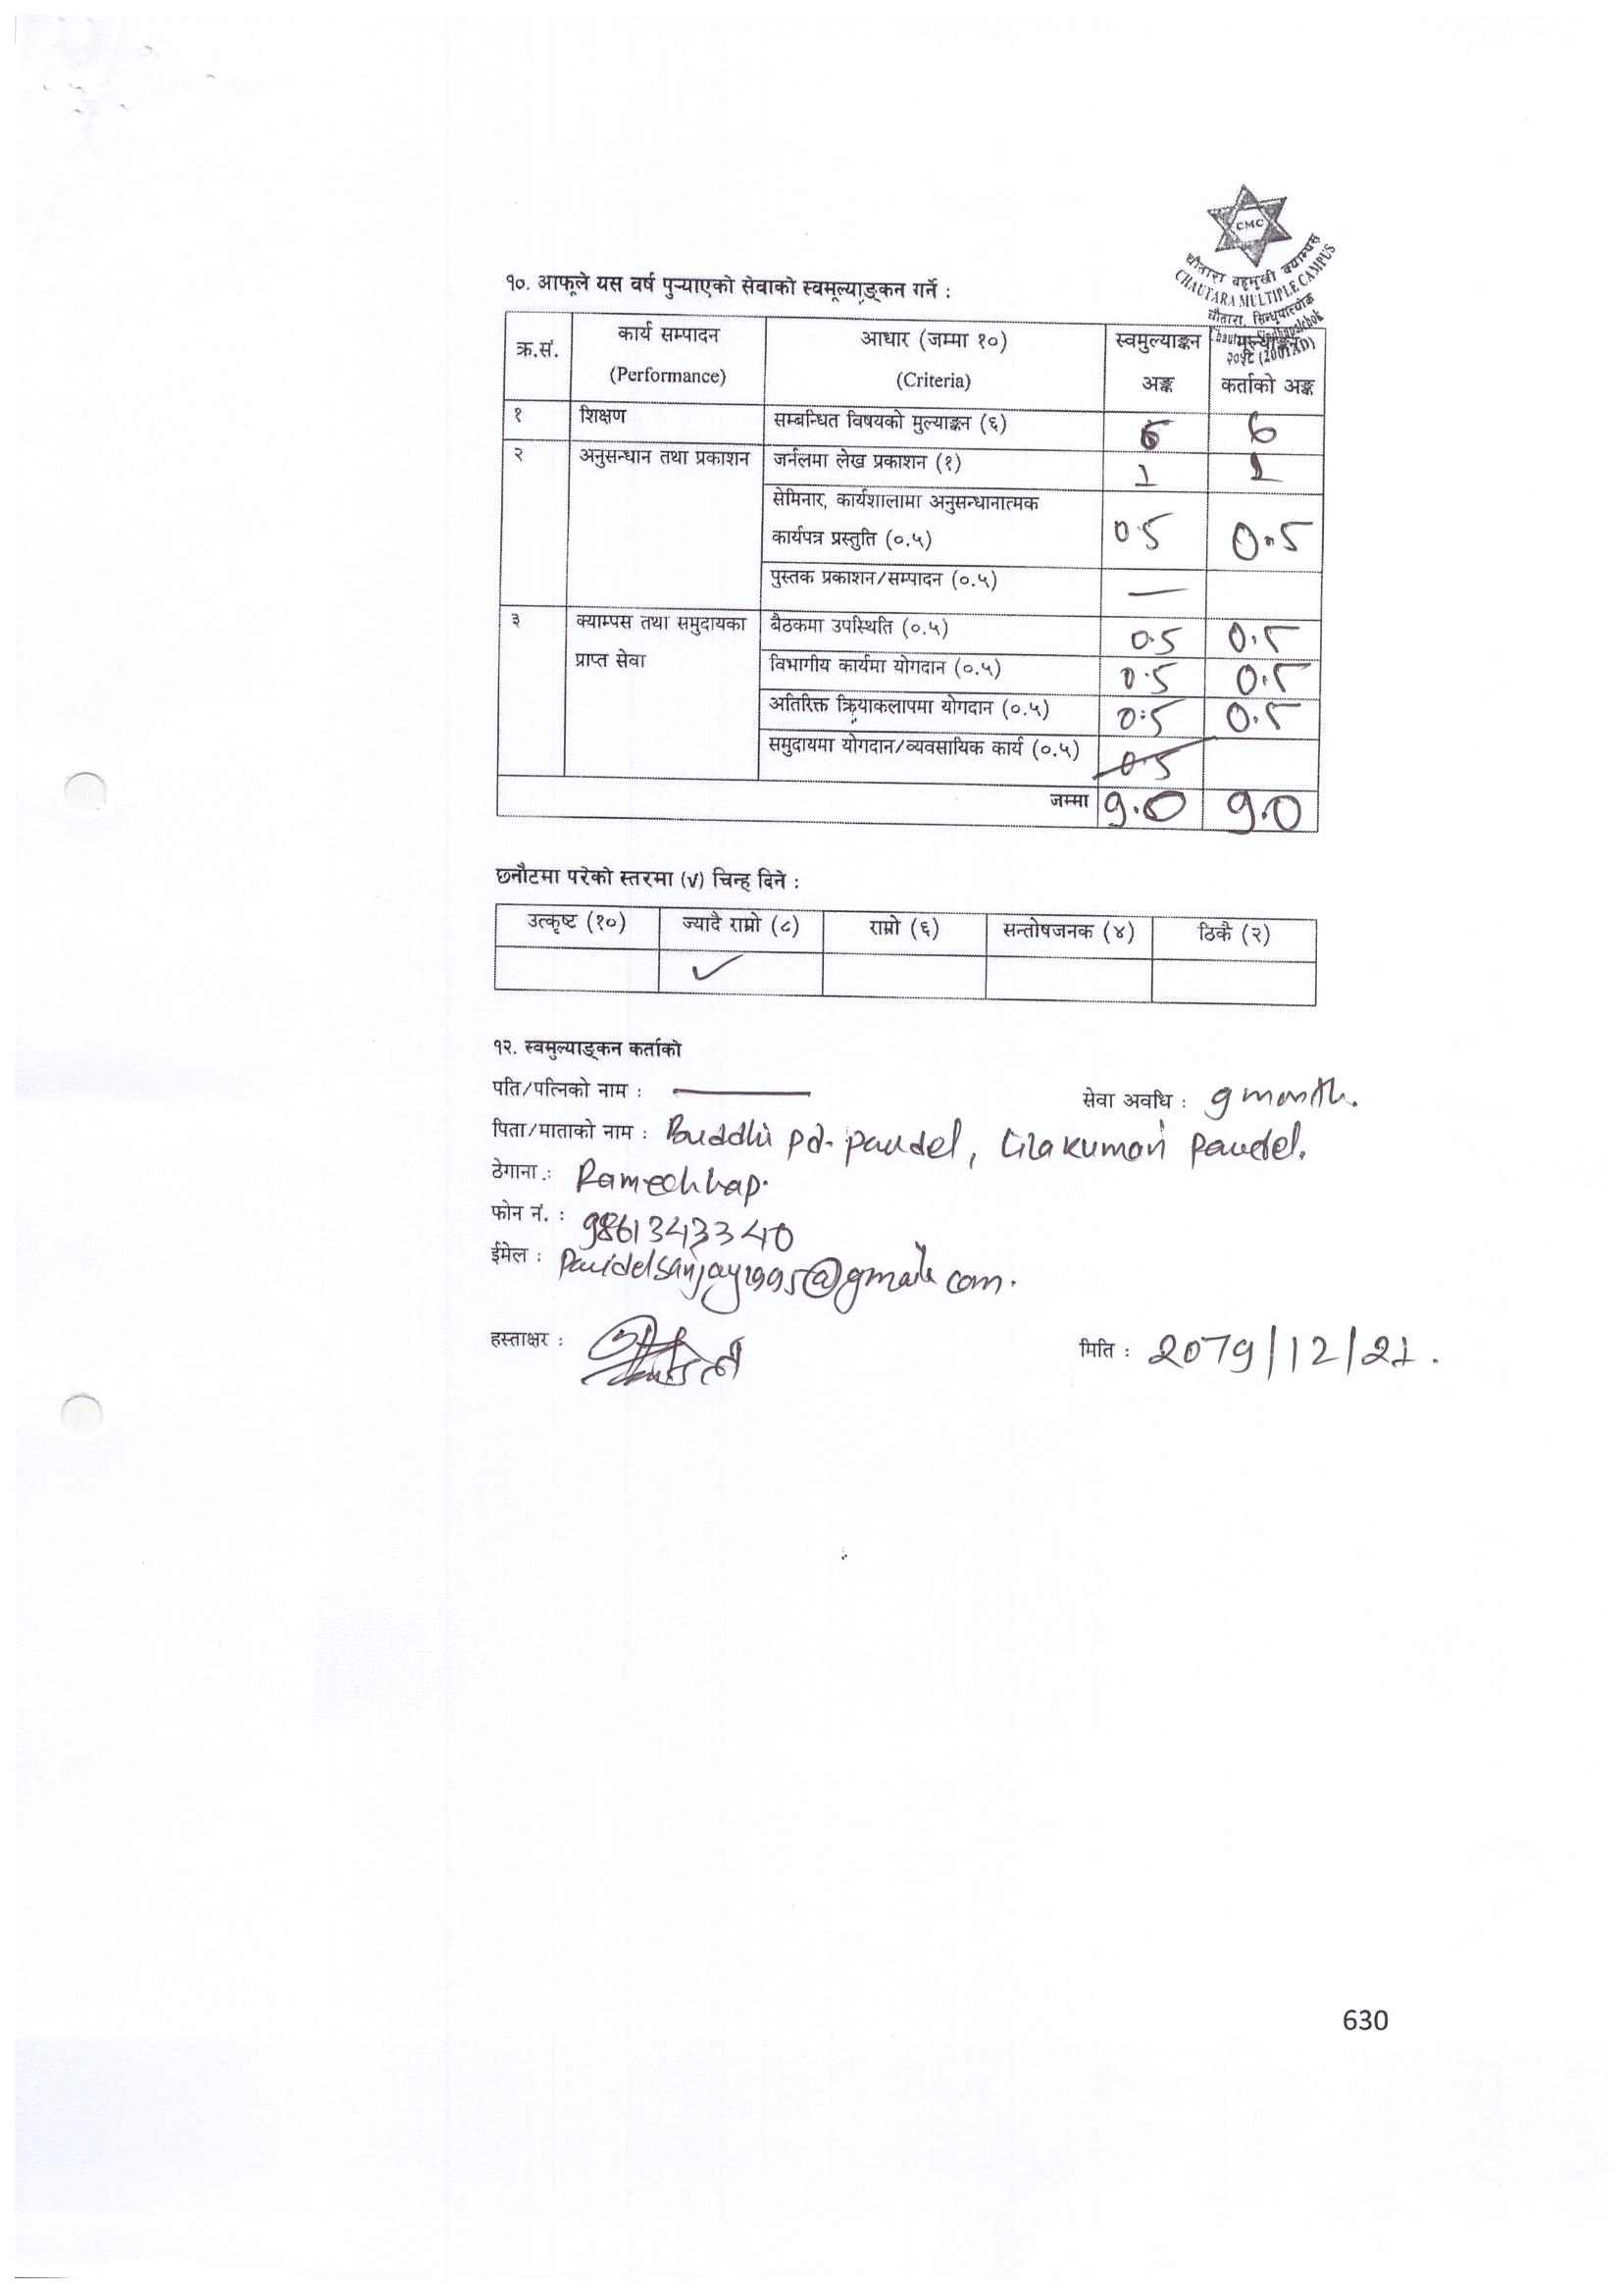 CMC
चौतारा बहुमुखी क्याम्पस
CHAUTARA MULTIPLE CAMPUS
चौतारा, सिन्धुपाल्चोक
Chautara, Sindhupalchok
२०५८ (2001AD)
१०. आफूले यस वर्ष पुऱ्याएको सेवाको स्वमूल्याङ्कन गर्ने :
क्र.सं. कार्य सम्पादन (Performance) आधार (जम्मा १०) (Criteria) स्वमुल्याङ्कन अङ्क मूल्याङ्कन कर्ताको अङ्क
१ शिक्षण सम्बन्धित विषयको मुल्याङ्कन (६) 6 6
२ अनुसन्धान तथा प्रकाशन जर्नलमा लेख प्रकाशन (१) 1 1
सेमिनार, कार्यशालामा अनुसन्धानात्मक
कार्यपत्र प्रस्तुति (०.५) 0.5 0.5
पुस्तक प्रकाशन/सम्पादन (०.५) —
३ क्याम्पस तथा समुदायका बैठकमा उपस्थिति (०.५) 0.5 0.5
प्राप्त सेवा विभागीय कार्यमा योगदान (०.५) 0.5 0.5
अतिरिक्त क्रियाकलापमा योगदान (०.५) 0.5 0.5
समुदायमा योगदान/व्यवसायिक कार्य (०.५) 0.5
जम्मा 9.0 9.0
छनौटमा परेको स्तरमा (√) चिन्ह दिने :
उत्कृष्ट (१०) ज्यादै राम्रो (८) राम्रो (६) सन्तोषजनक (४) ठिकै (२)
✓
१२. स्वमुल्याङ्कन कर्ताको
पति/पत्निको नाम : —— सेवा अवधि : 9 month.
पिता/माताको नाम : Buddhi pd. paudel, Lila kumari paudel.
ठेगाना : Ramechhap.
फोन नं. : 9861343340
ईमेल : Paudelsanjay1995@gmail.com.
हस्ताक्षर : मिति : 2079/12/21.
630